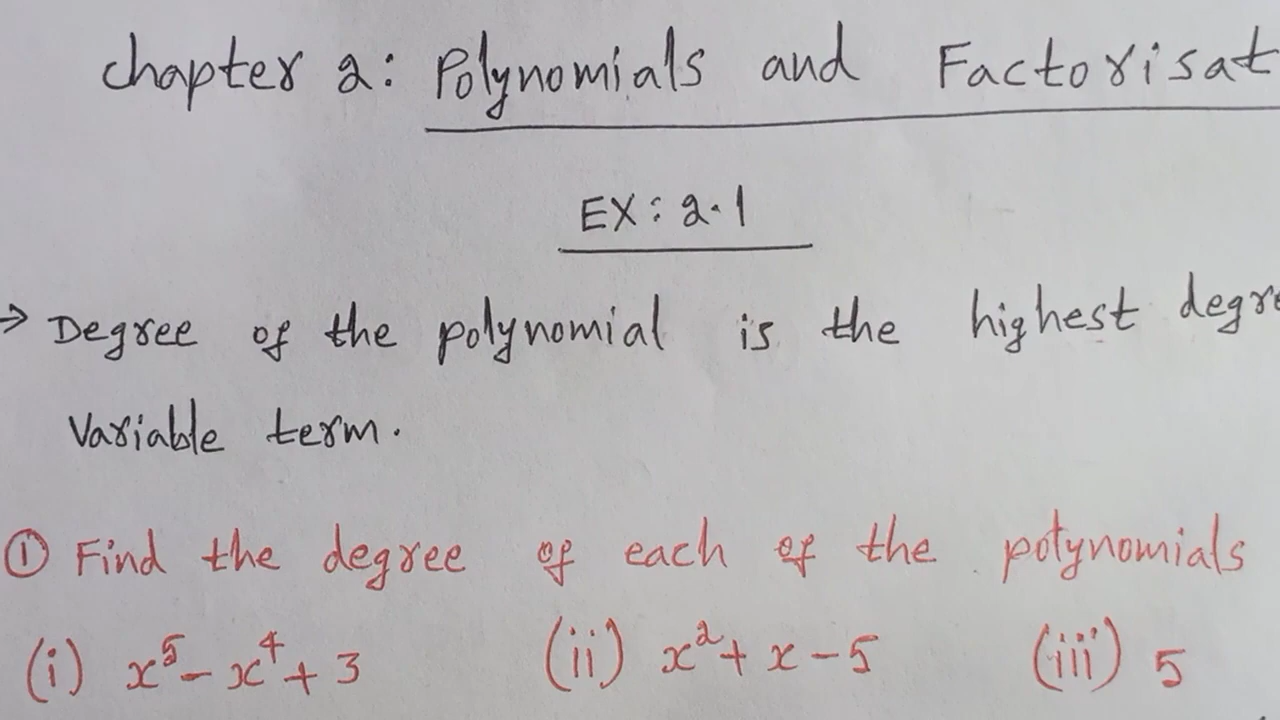 Chapter 2: Polynomials and Factorisat
EX: 2.1
→ Degree of the polynomial is the highest degre
Variable term.
① Find the degree of each of the polynomials
(i) x⁵ - x⁴ + 3 (ii) x² + x - 5 (iii) 5